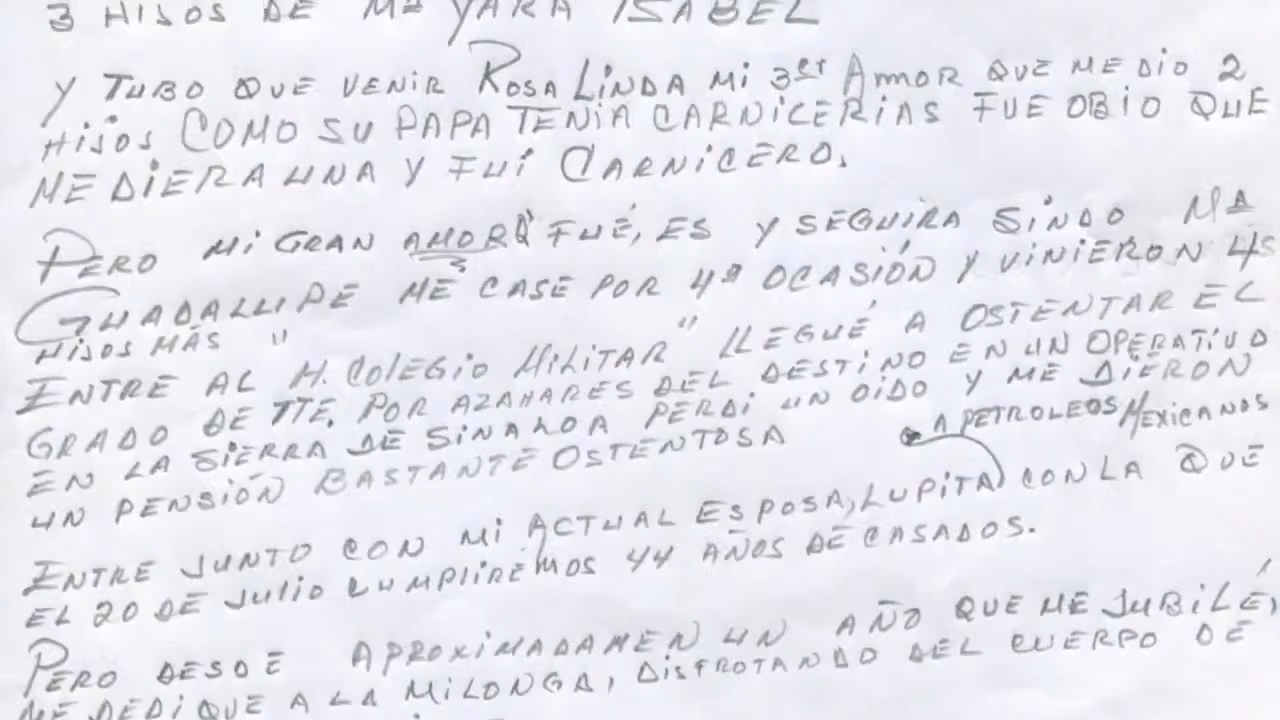 3 HIJOS DE Mª YARA ISABEL
Y TUBO QUE VENIR ROSA LINDA MI 3er AMOR QUE ME DIO 2
HIJOS COMO SU PAPA TENIA CARNICERIAS FUE OBIO QUE
ME DIERA UNA Y FUI CARNICERO.
PERO MI GRAN AMOR FUÉ, ES Y SEGUIRA SINDO Mª
GUADALUPE ME CASE POR 4ª OCASIÓN Y VINIERON 4
HIJOS MÁS
ENTRE AL "H. COLEGIO MILITAR" LLEGUÉ A OSTENTAR EL
GRADO DE TTE. POR AZAHARES DEL DESTINO EN UN OPERATIVO
EN LA SIERRA DE SINALOA PERDI UN OIDO Y ME DIERON
UN PENSIÓN BASTANTE OSTENTOSA
A PETROLEOS MEXICANOS
ENTRE JUNTO CON MI ACTUAL ESPOSA, LUPITA CON LA QUE
EL 20 DE JULIO CUMPLIREMOS 44 AÑOS DE CASADOS.
PERO DESDE APROXIMADAMEN UN AÑO QUE ME JUBILÉ,
ME DEDIQUE A LA MILONGA, DISFROTANDO DEL CUERPO DE